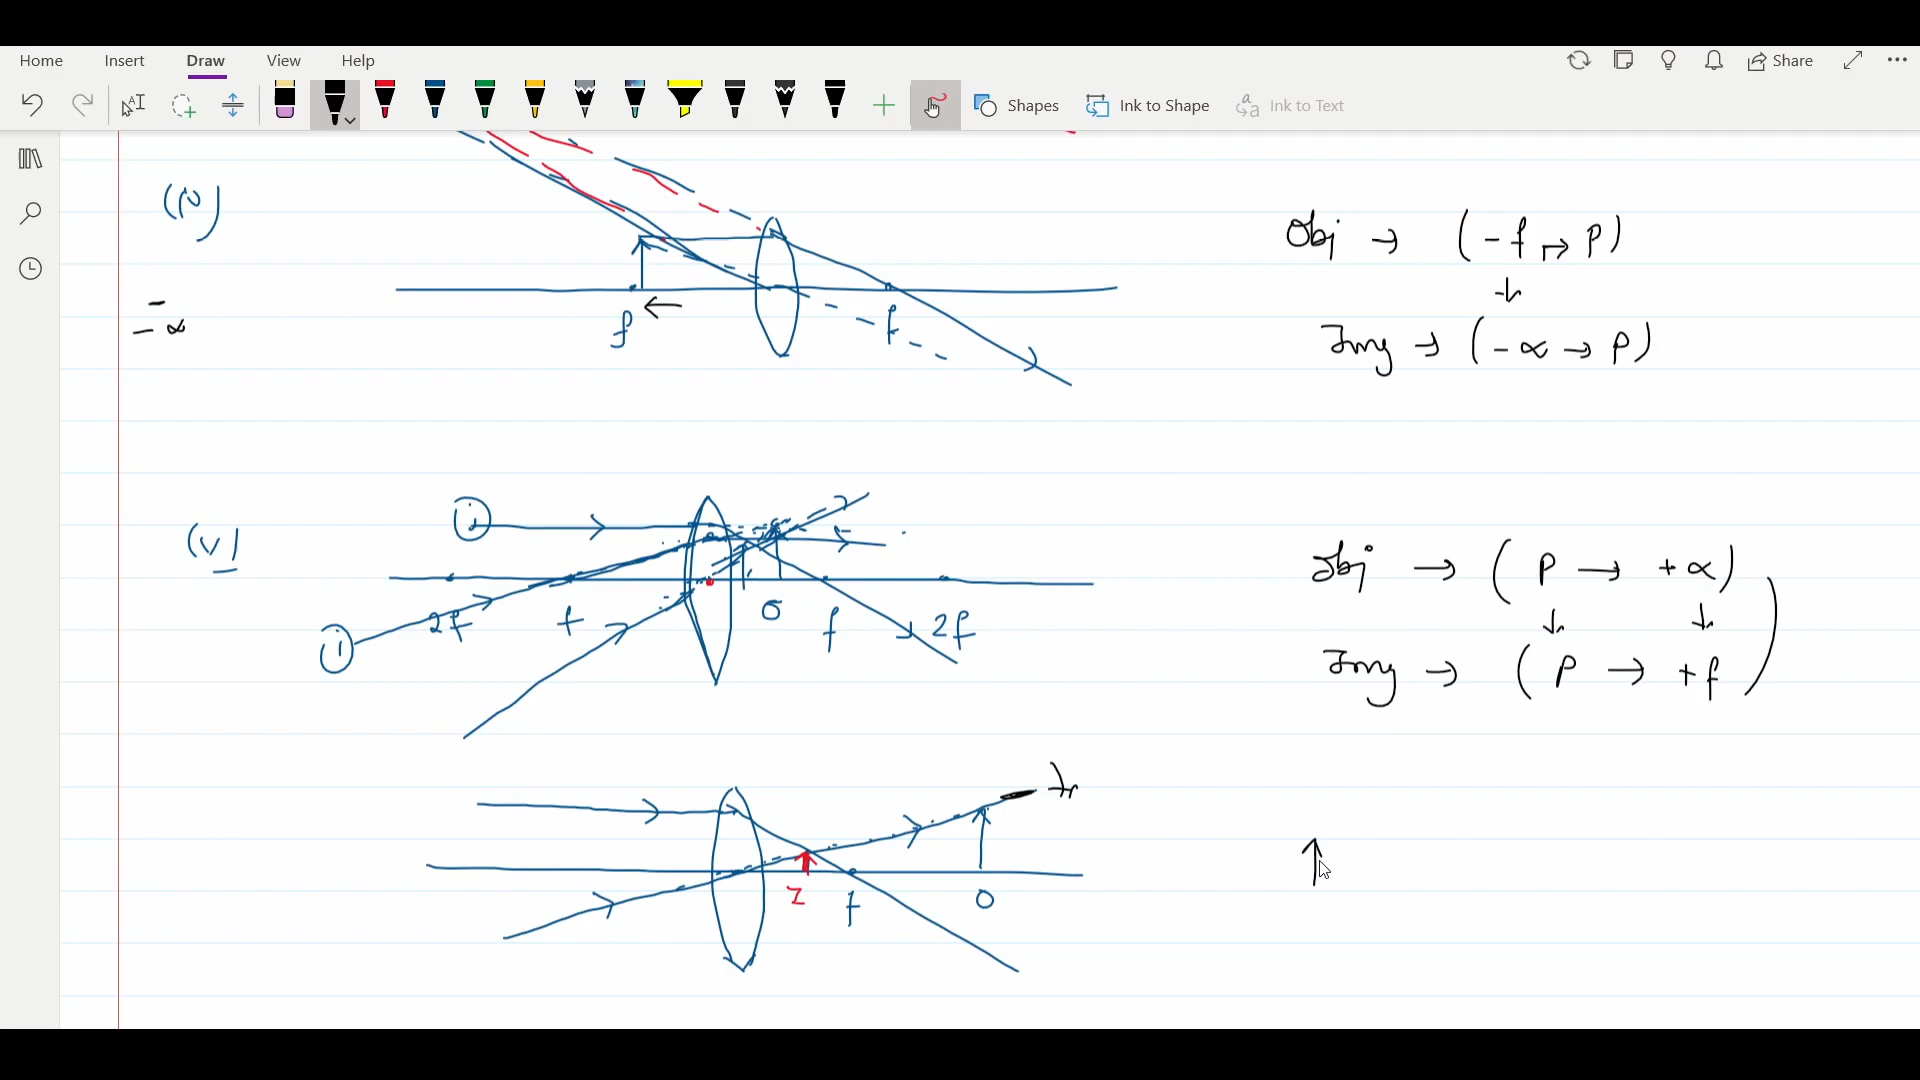 Home Insert Draw View Help Share
Shapes Ink to Shape Ink to Text
(iv)
Obj → (-f → P)
- ∝
f
f
Img → (-∝ → P)
(v)
i
Obj → (P → +∝)
2f f O f 2f
i
Img → (P → +f)
I f O